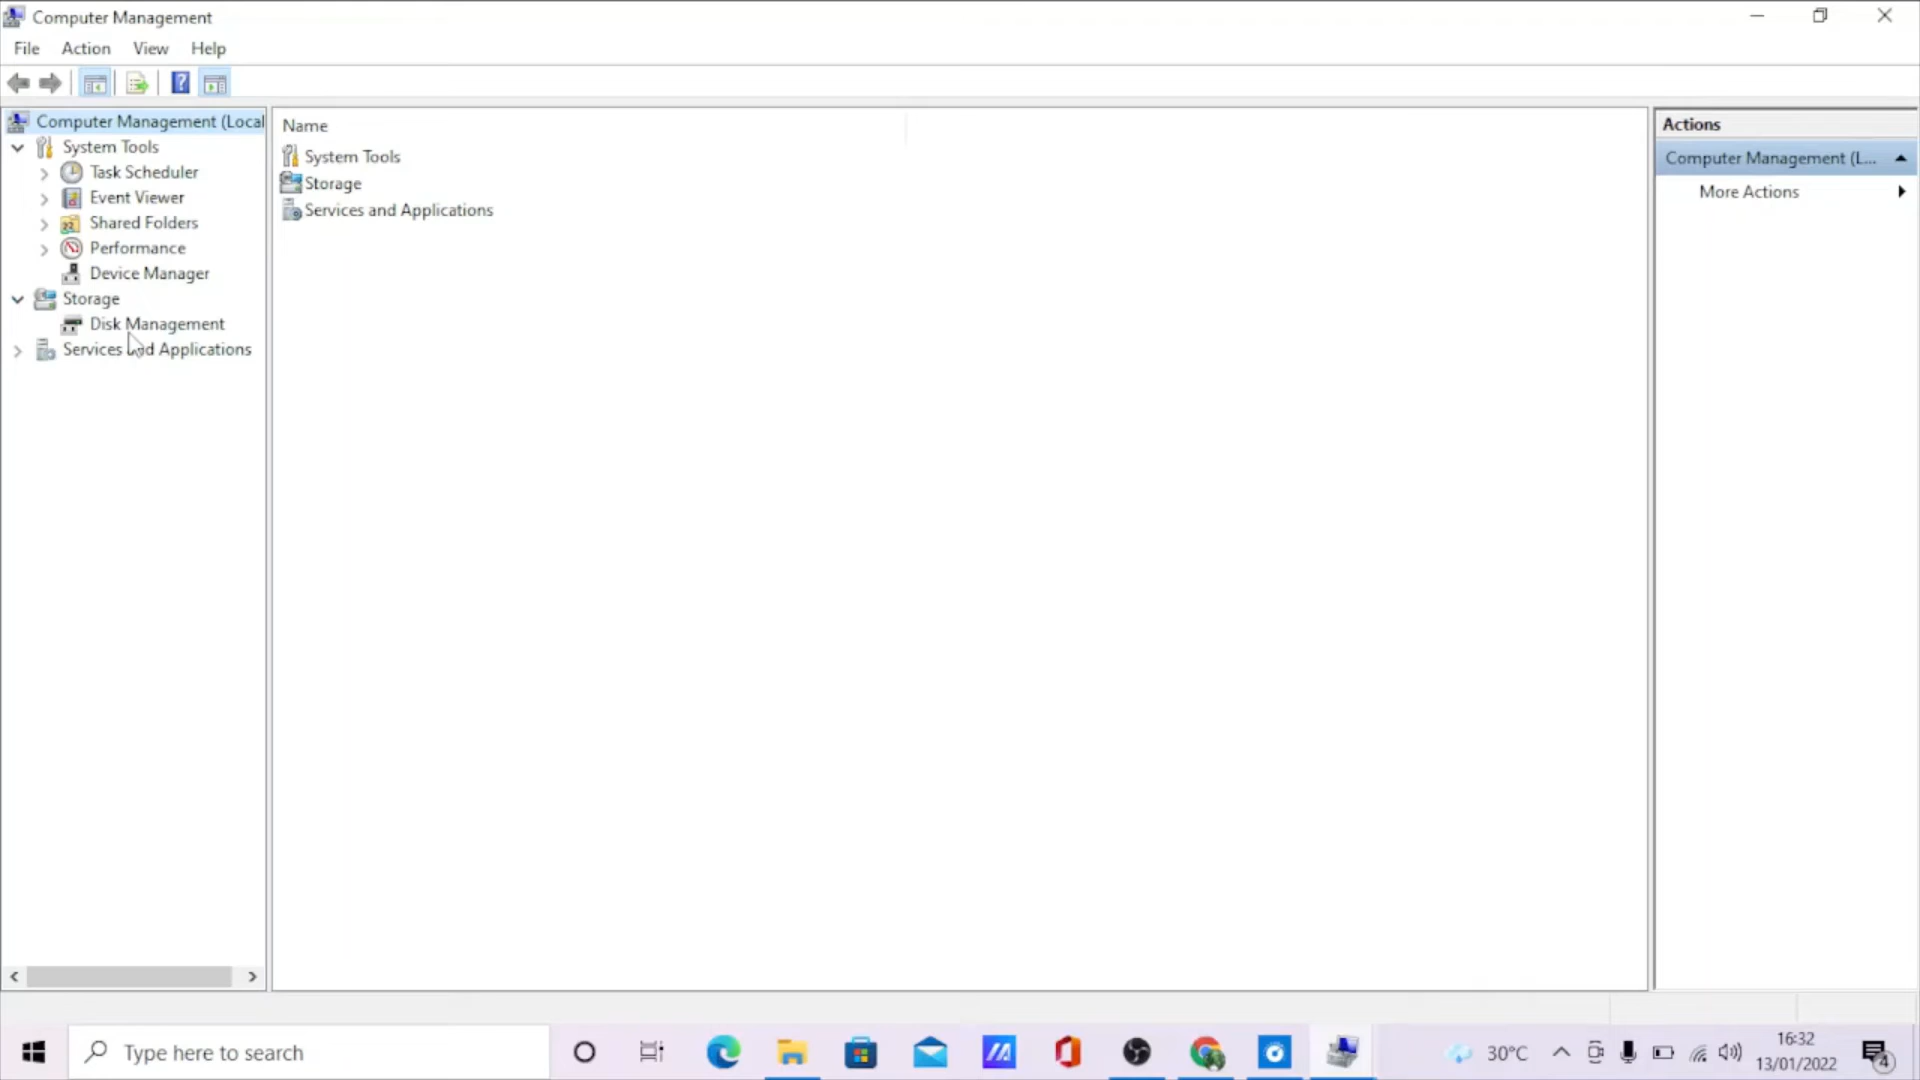 Computer Management
File Action View Help
Computer Management (Local
System Tools
Task Scheduler
Event Viewer
Shared Folders
Performance
Device Manager
Storage
Disk Management
Services and Applications
Name
System Tools
Storage
Services and Applications
Actions
Computer Management (L...
More Actions
Type here to search
30°C
16:32
13/01/2022
4